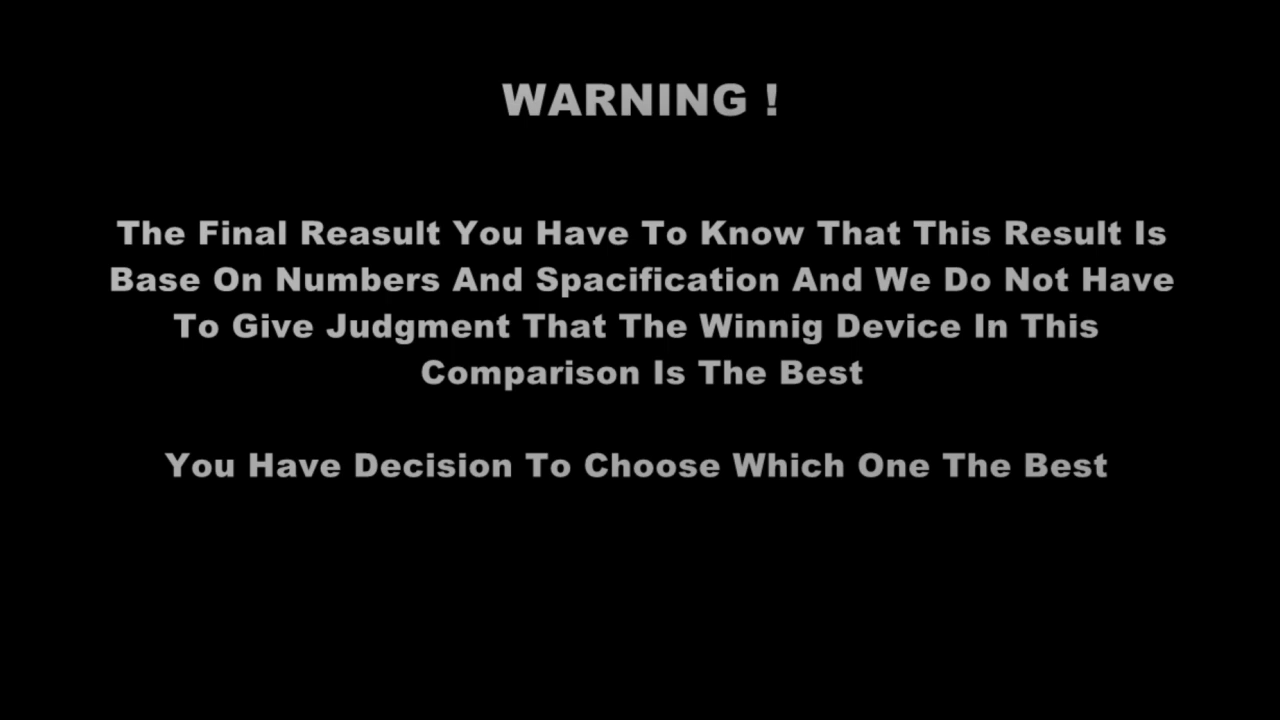 WARNING !
The Final Reasult You Have To Know That This Result Is
Base On Numbers And Spacification And We Do Not Have
To Give Judgment That The Winnig Device In This
Comparison Is The Best
You Have Decision To Choose Which One The Best